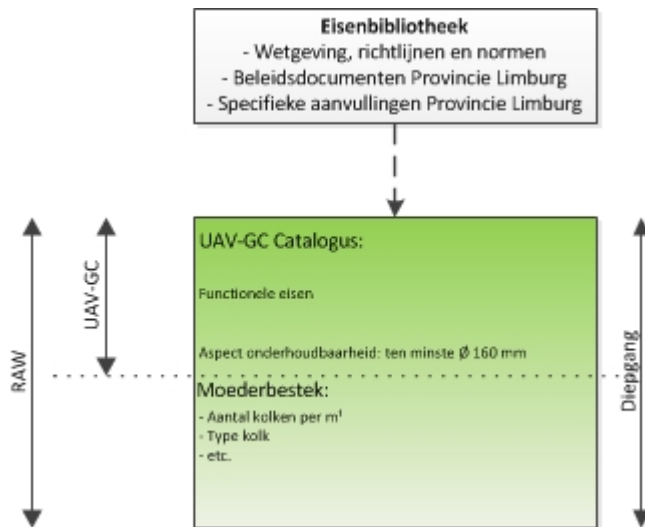 Eisenbibliotheek
- Wetgeving, richtlijnen en normen
- Beleidsdocumenten Provincie Limburg
- Specifieke aanvullingen Provincie Limburg
RAW
UAV-GC
UAV-GC Catalogus:
Functionele eisen
Aspect onderhoudbaarheid: ten minste Ø 160 mm
Moederbestek:
- Aantal kolken per m¹
- Type kolk
- etc.
Diepgang